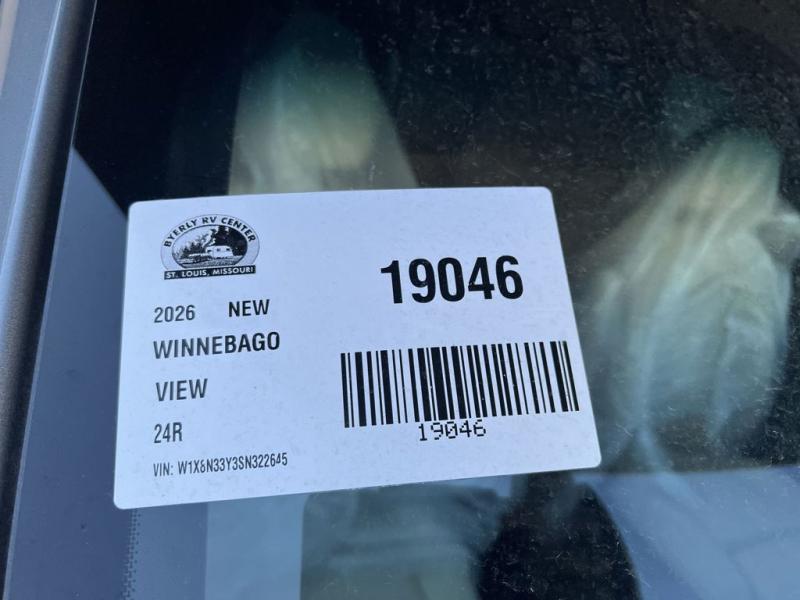 BYERLY RV CENTER
ST. LOUIS, MISSOURI
19046
2026 NEW
WINNEBAGO
VIEW
24R
19046
VIN: W1X8N33Y3SN322645